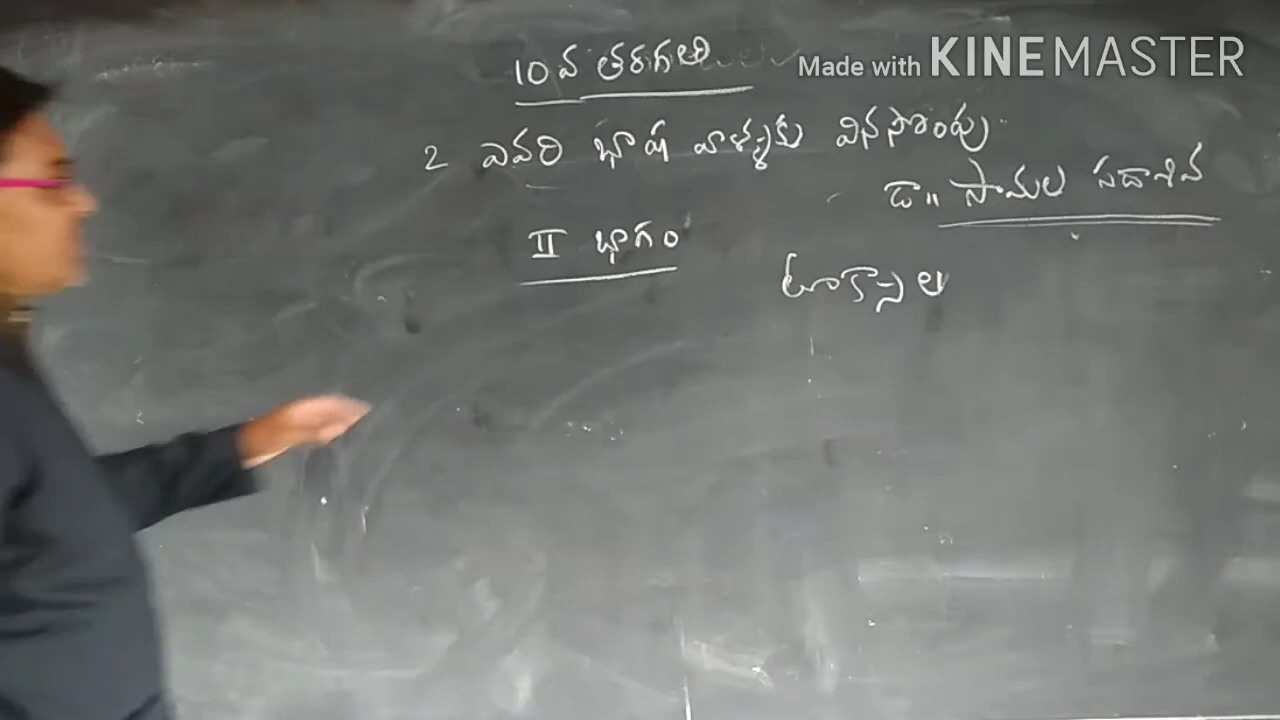 10వ తరగతి
Made with KINEMASTER
2 ఎవరి భాష వాళ్ళకు వినసొంపు
డా॥ సామల సదాశివ
II భాగం